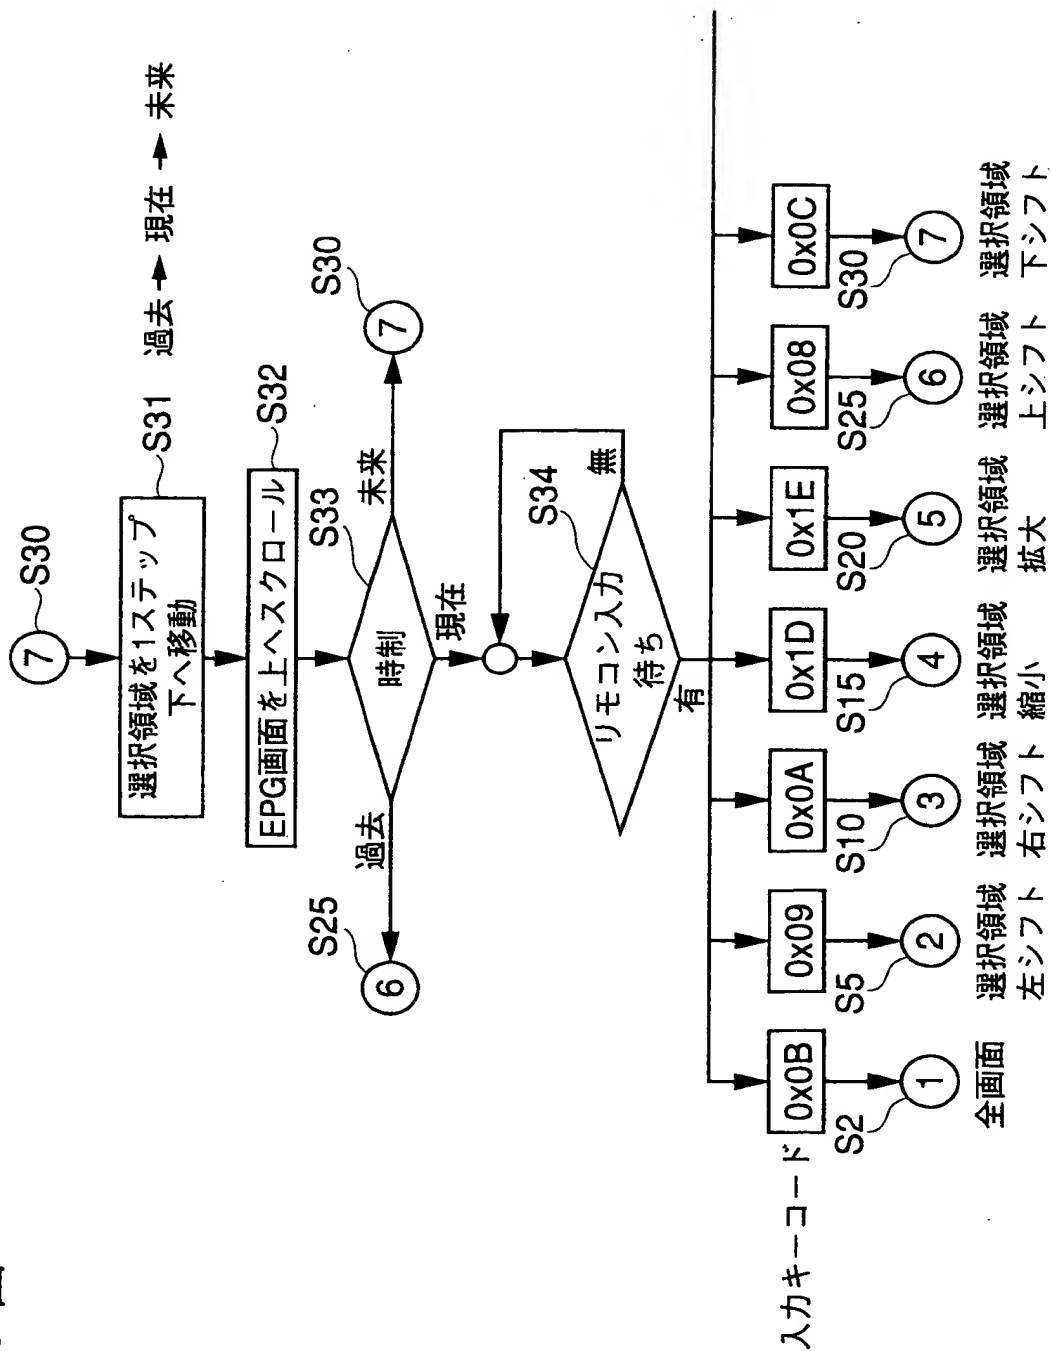 ⑦ S30
選択領域を1ステップ
下へ移動
S31
過去→現在→未来
EPG画面を上へスクロール
S32
時制
S33
過去
S25
⑥
未来
S30
⑦
現在
リモコン入力
待ち
S34
無
有
入力キーコード
0x0B 0x09 0x0A 0x1D 0x1E 0x08 0x0C
S2 S5 S10 S15 S20 S25 S30
① ② ③ ④ ⑤ ⑥ ⑦
全画面
選択領域
左シフト
選択領域
右シフト
選択領域
縮小
選択領域
拡大
選択領域
上シフト
選択領域
下シフト